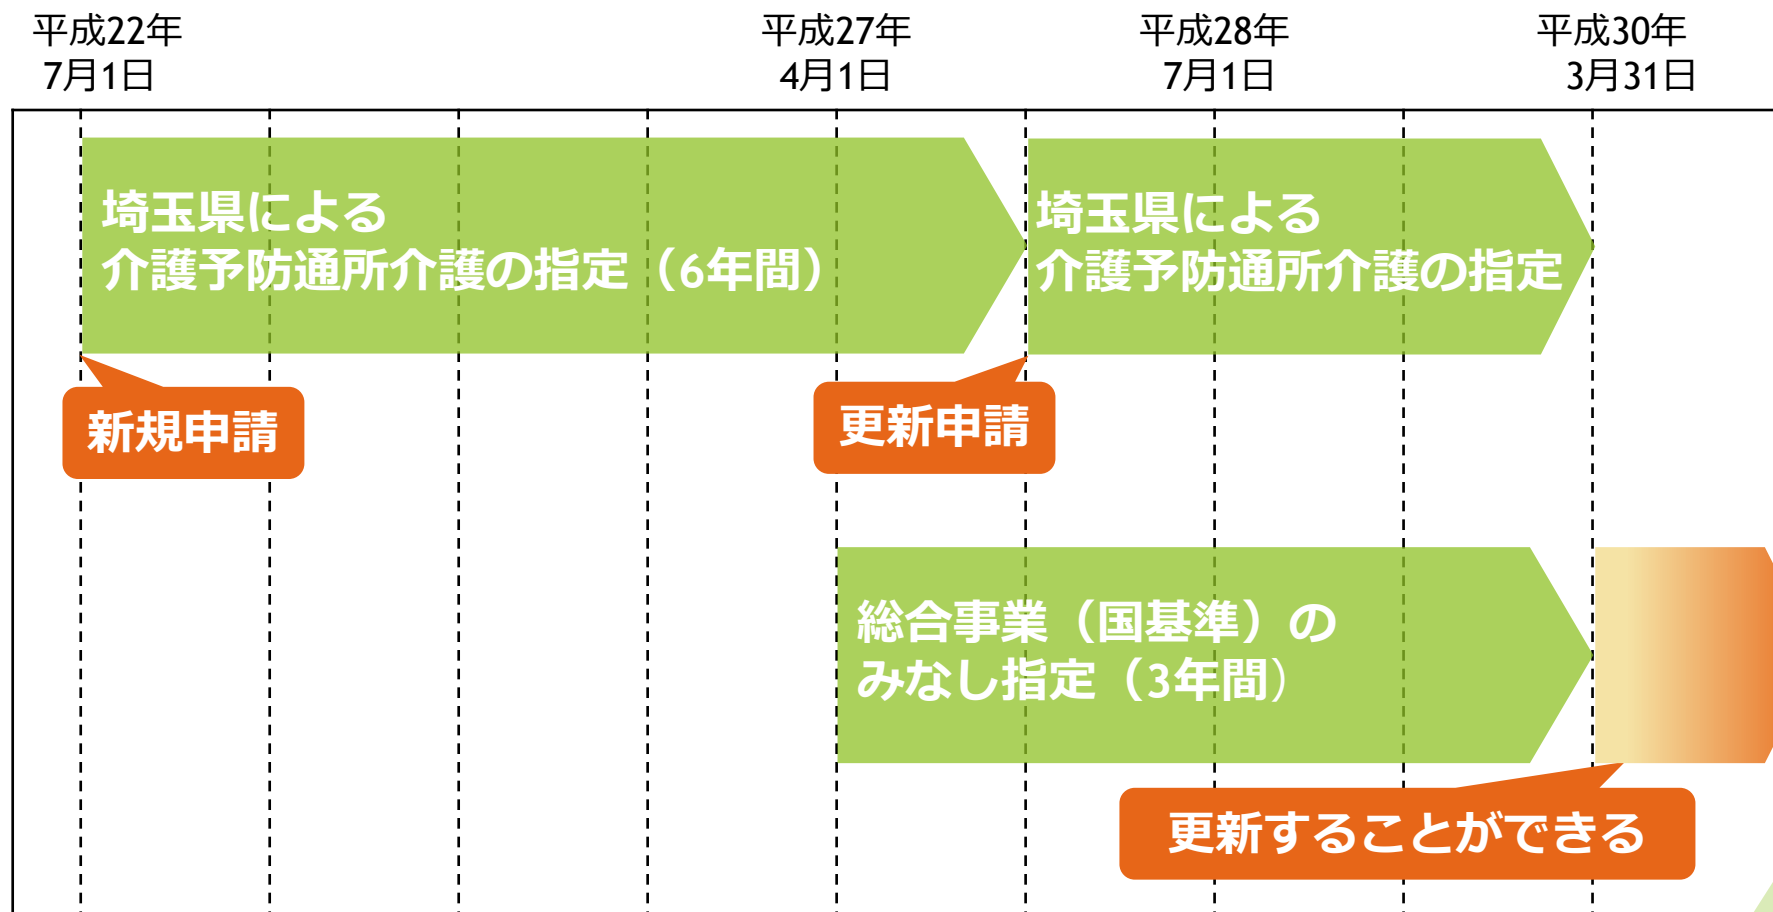 平成22年
7月1日
平成27年
4月1日
平成28年
7月1日
平成30年
3月31日
埼玉県による
介護予防通所介護の指定（6年間）
埼玉県による
介護予防通所介護の指定
新規申請
更新申請
総合事業（国基準）の
みなし指定（3年間）
更新することができる